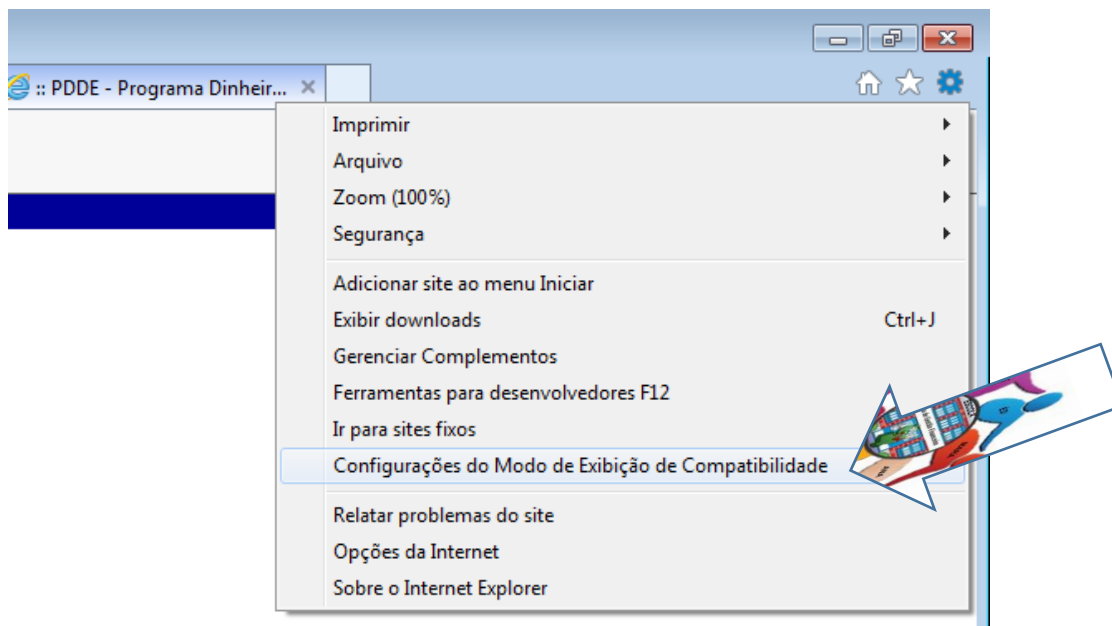 :: PDDE - Programa Dinheir...
Imprimir
Arquivo
Zoom (100%)
Segurança
Adicionar site ao menu Iniciar
Exibir downloads Ctrl+J
Gerenciar Complementos
Ferramentas para desenvolvedores F12
Ir para sites fixos
Configurações do Modo de Exibição de Compatibilidade
Relatar problemas do site
Opções da Internet
Sobre o Internet Explorer